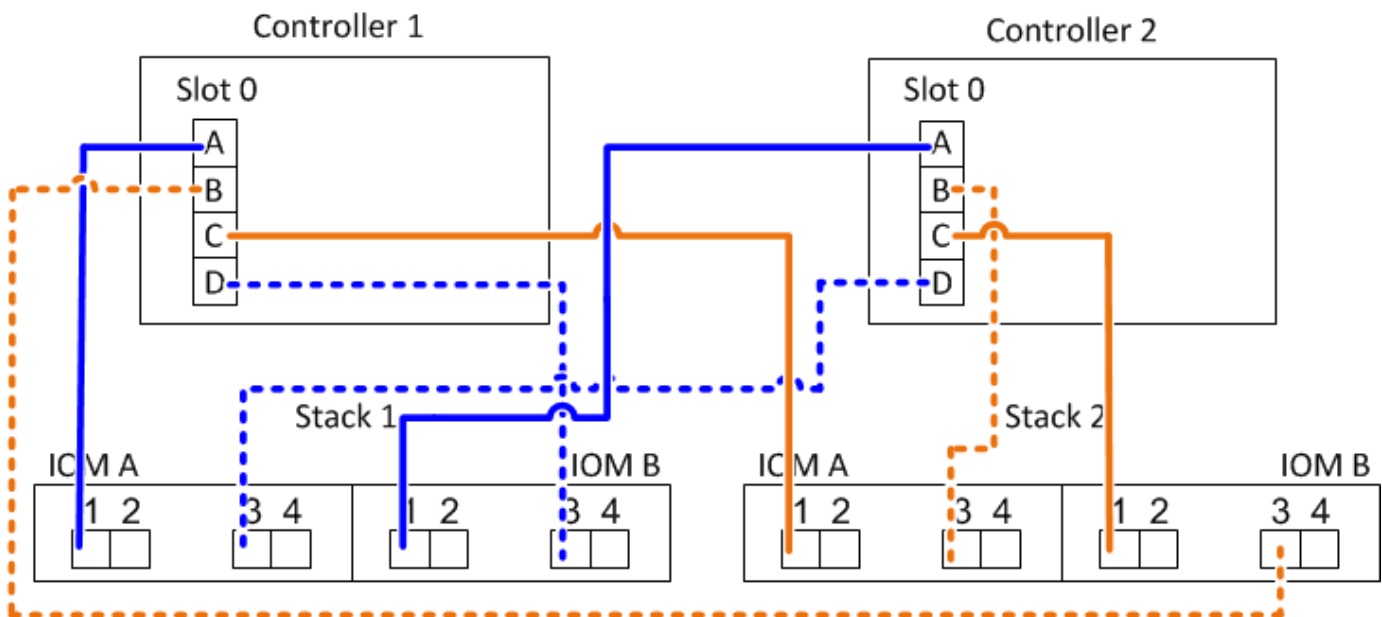 Controller 1
Controller 2
Slot 0
A
B
C
D
Slot 0
A
B
C
D
Stack 1
Stack 2
IOM A
IOM B
IOM A
IOM B
1 2
3 4
1 2
3 4
1 2
3 4
1 2
3 4